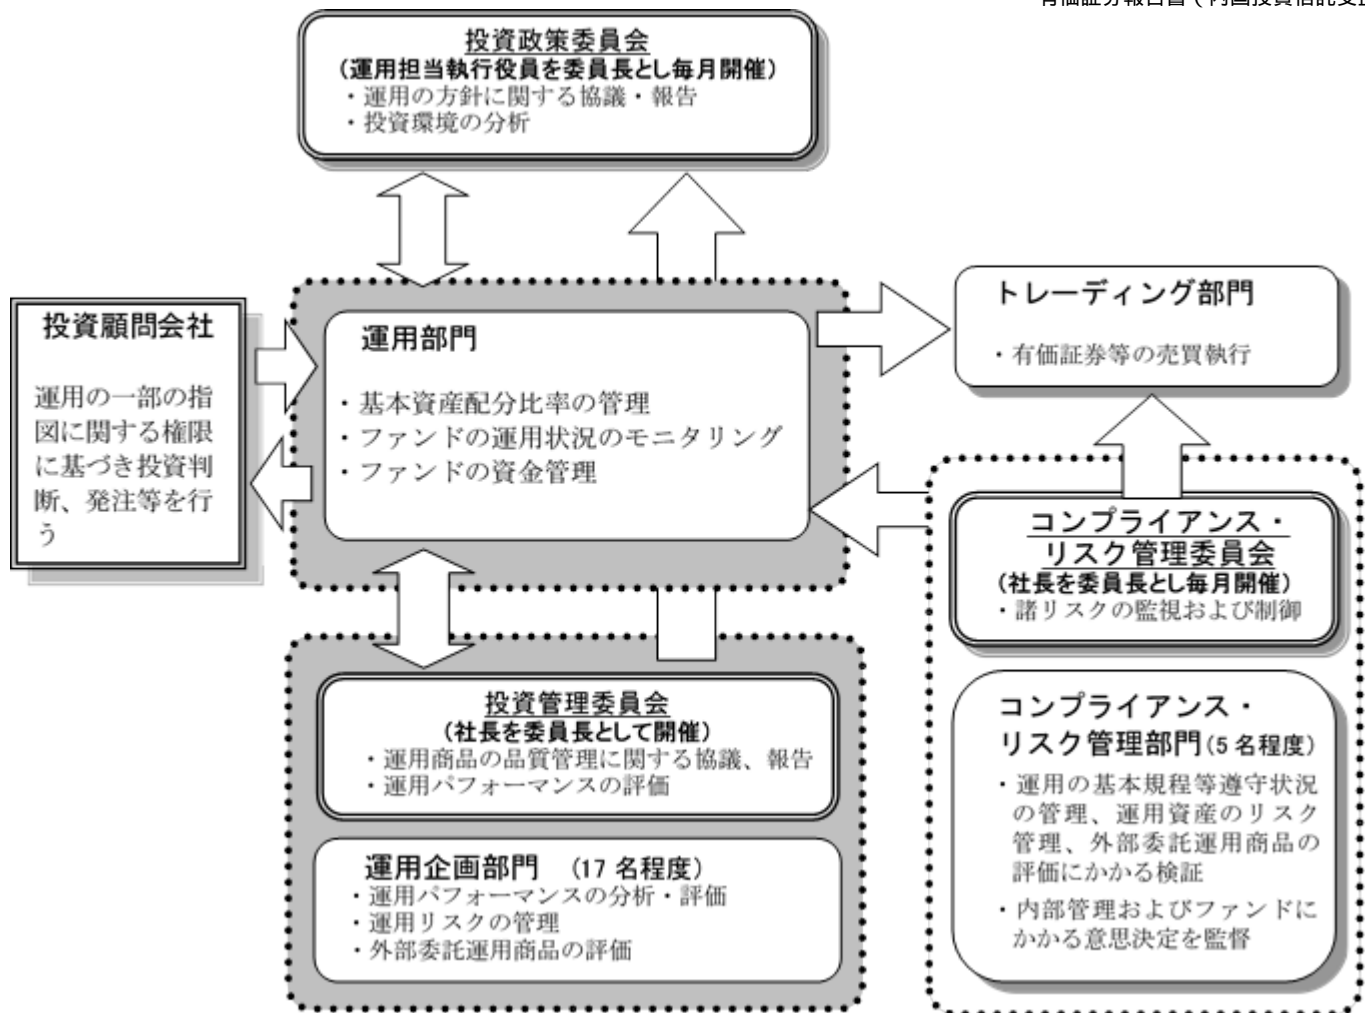 有価証券報告書（内国投資信託受益
投資政策委員会
（運用担当執行役員を委員長とし毎月開催）
・運用の方針に関する協議・報告
・投資環境の分析
投資顧問会社
運用の一部の指
図に関する権限
に基づき投資判
断、発注等を行
う
運用部門
・基本資産配分比率の管理
・ファンドの運用状況のモニタリング
・ファンドの資金管理
トレーディング部門
・有価証券等の売買執行
コンプライアンス・
リスク管理委員会
（社長を委員長とし毎月開催）
・諸リスクの監視および制御
コンプライアンス・
リスク管理部門（5 名程度）
・運用の基本規程等遵守状況
の管理、運用資産のリスク
管理、外部委託運用商品の
評価にかかる検証
・内部管理およびファンドに
かかる意思決定を監督
投資管理委員会
（社長を委員長として開催）
・運用商品の品質管理に関する協議、報告
・運用パフォーマンスの評価
運用企画部門 （17 名程度）
・運用パフォーマンスの分析・評価
・運用リスクの管理
・外部委託運用商品の評価